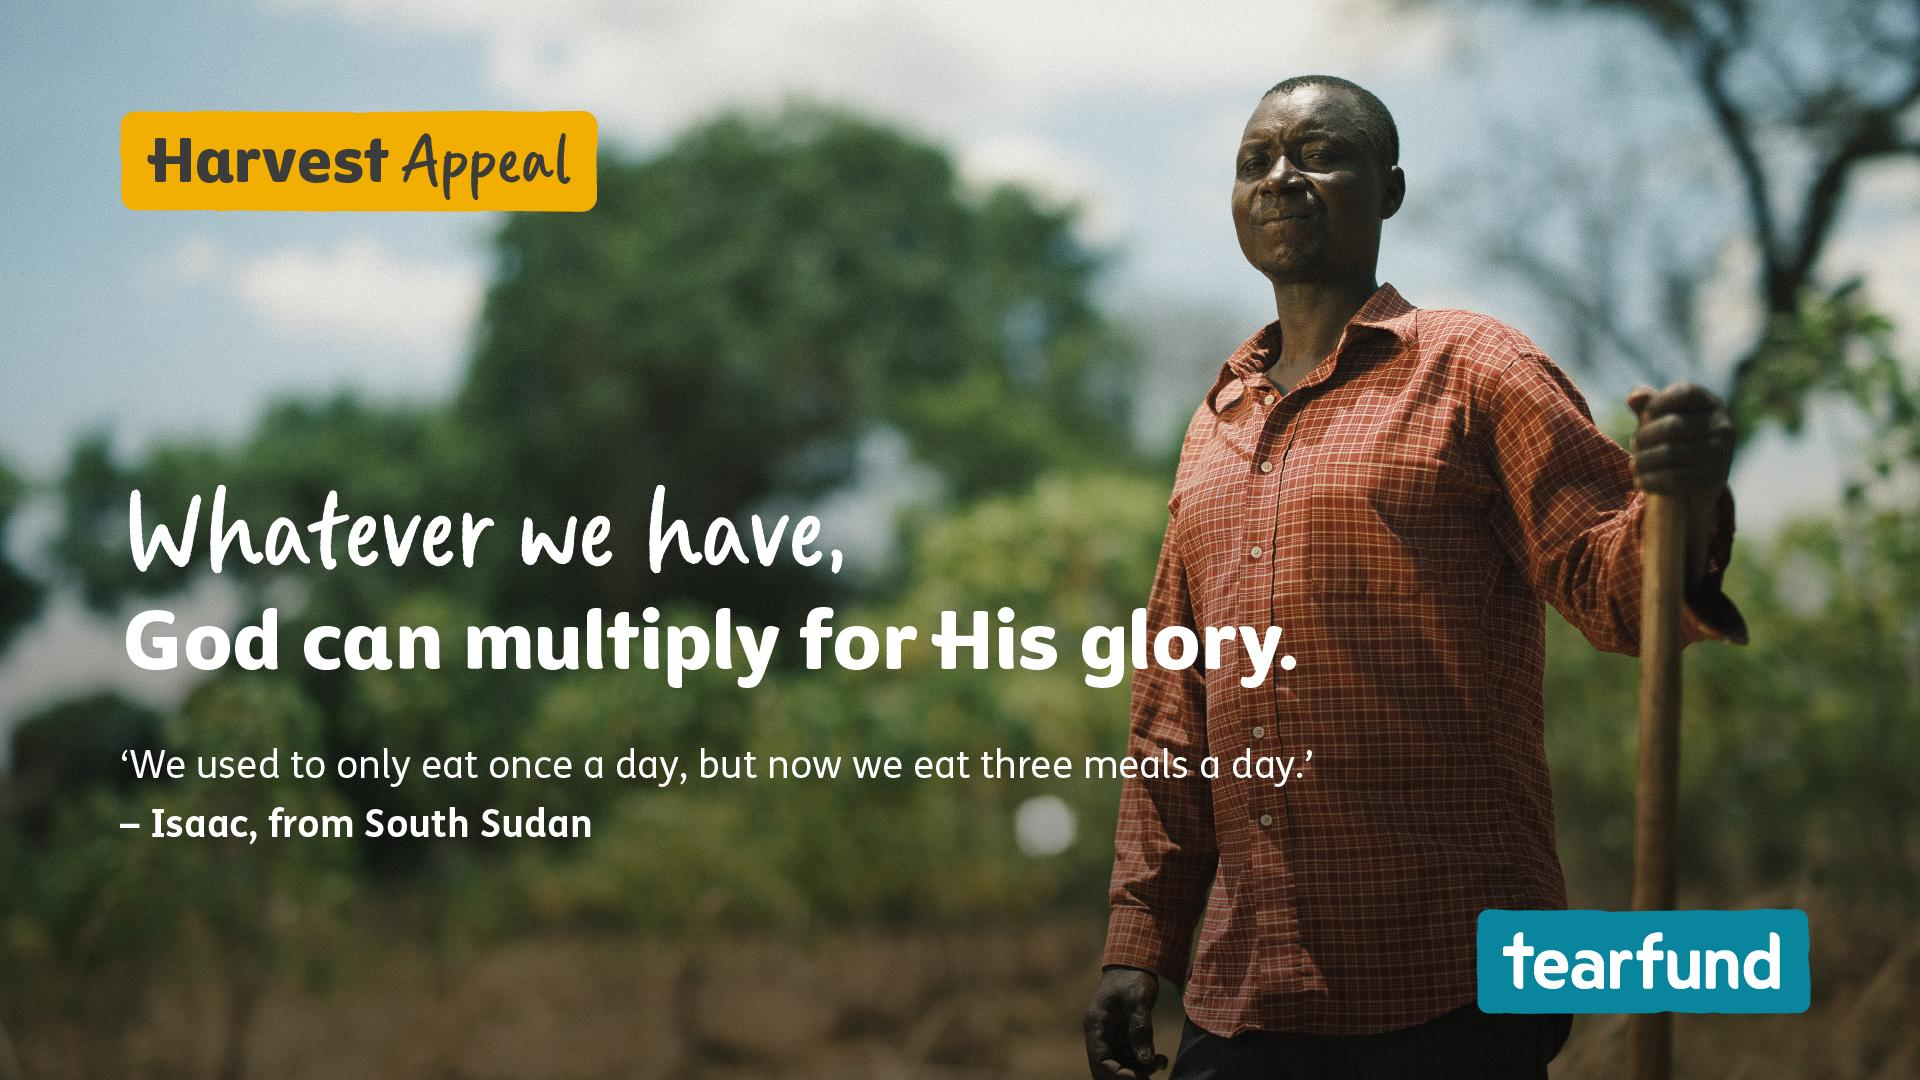 Harvest Appeal
Whatever we have,
God can multiply for His glory.
‘We used to only eat once a day, but now we eat three meals a day.’
– Isaac, from South Sudan
tearfund